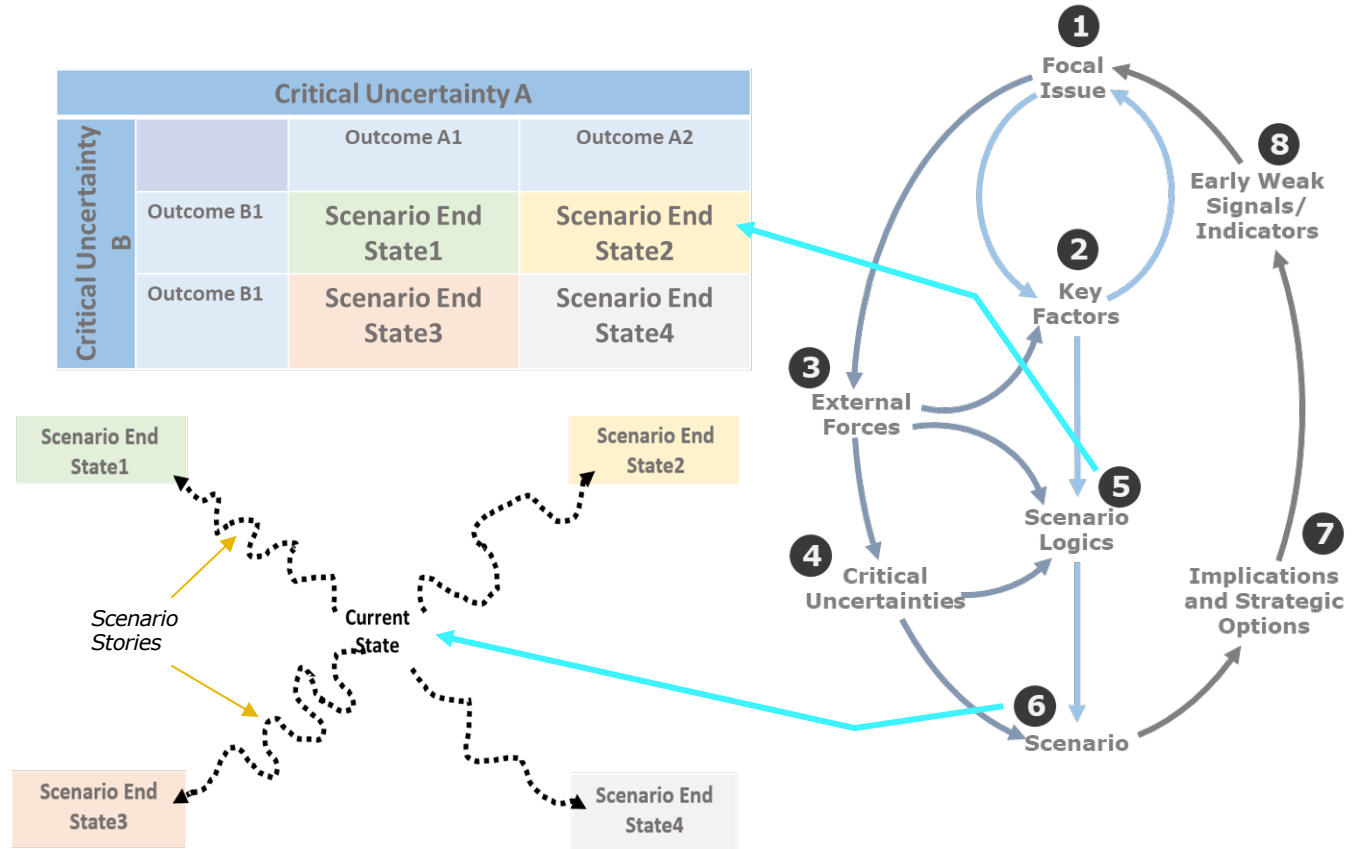 Critical Uncertainty A
Critical Uncertainty
B
Outcome A1
Outcome A2
Outcome B1
Scenario End
State1
Scenario End
State2
Outcome B1
Scenario End
State3
Scenario End
State4
Scenario End
State1
Scenario End
State2
Scenario
Stories
Current
State
Scenario End
State3
Scenario End
State4
1
Focal
Issue
2
Key
Factors
3
External
Forces
4
Critical
Uncertainties
5
Scenario
Logics
6
Scenario
7
Implications
and Strategic
Options
8
Early Weak
Signals/
Indicators